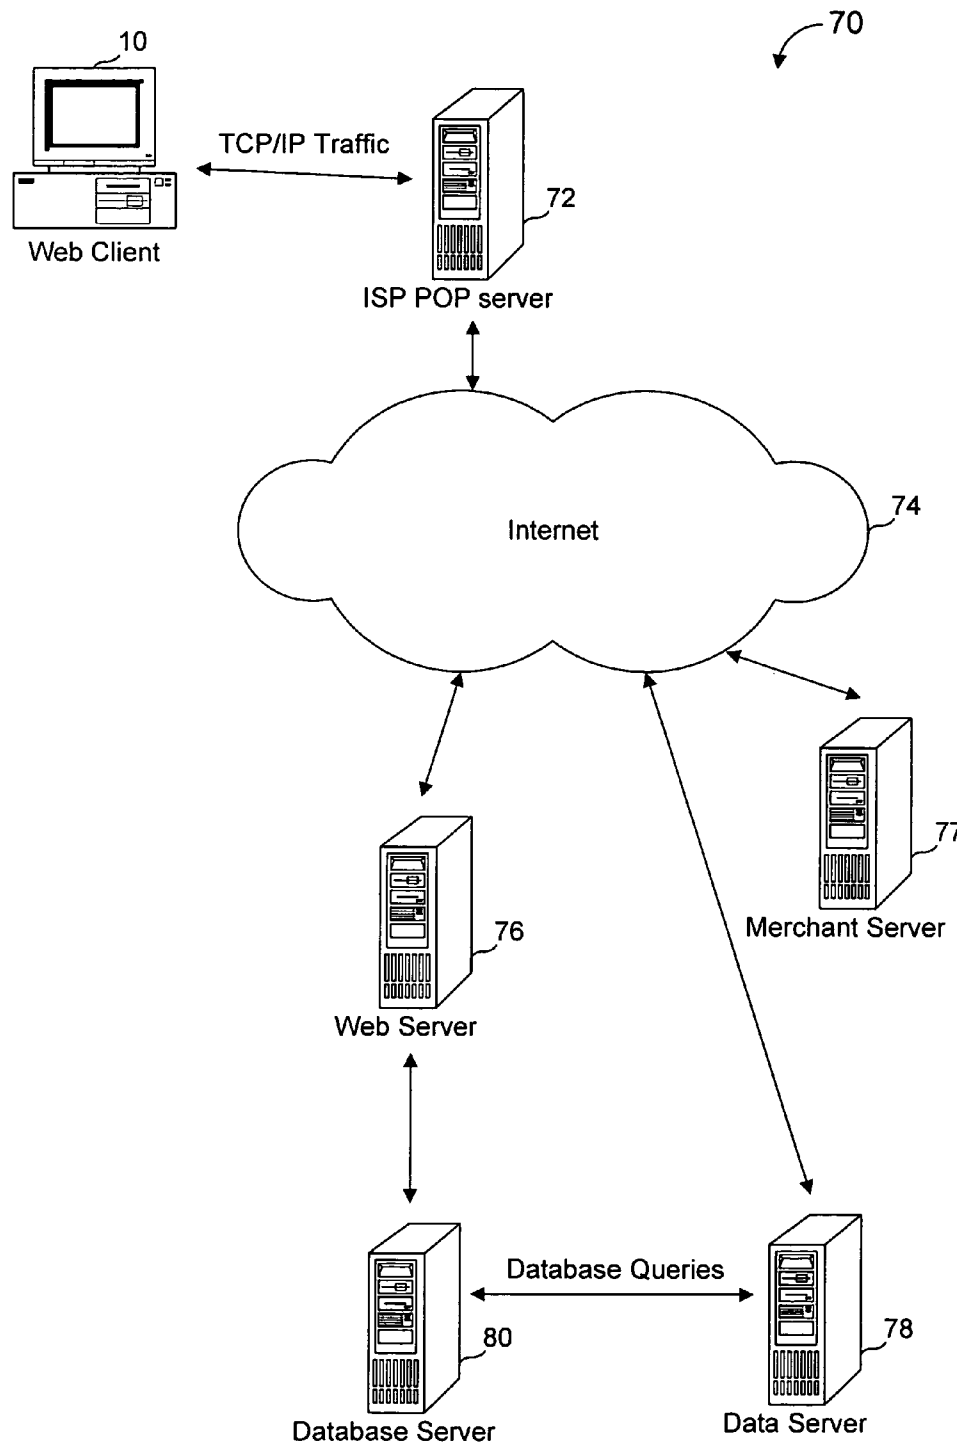 70
10
TCP/IP Traffic
72
Web Client
ISP POP server
74
Internet
77
Merchant Server
76
Web Server
Database Queries
80
78
Database Server
Data Server